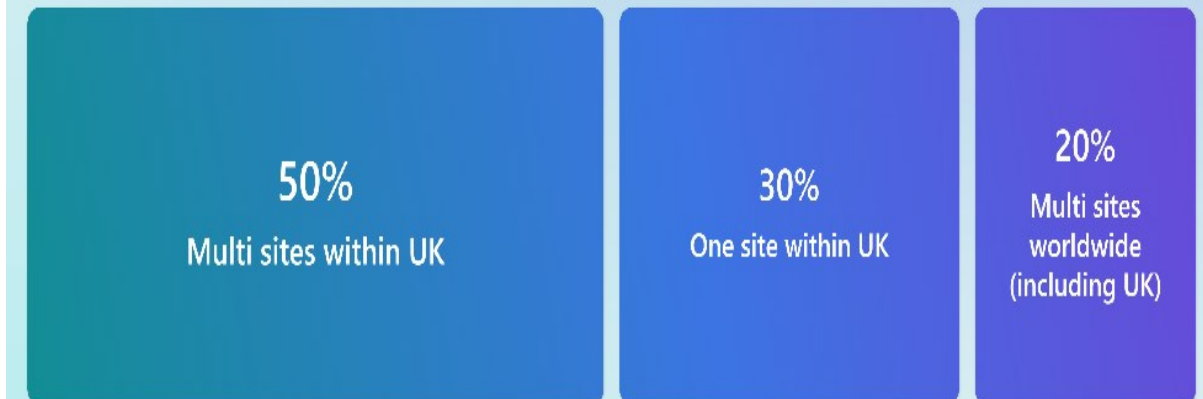 50%
Multi sites within UK
30%
One site within UK
20%
Multi sites
worldwide
(including UK)